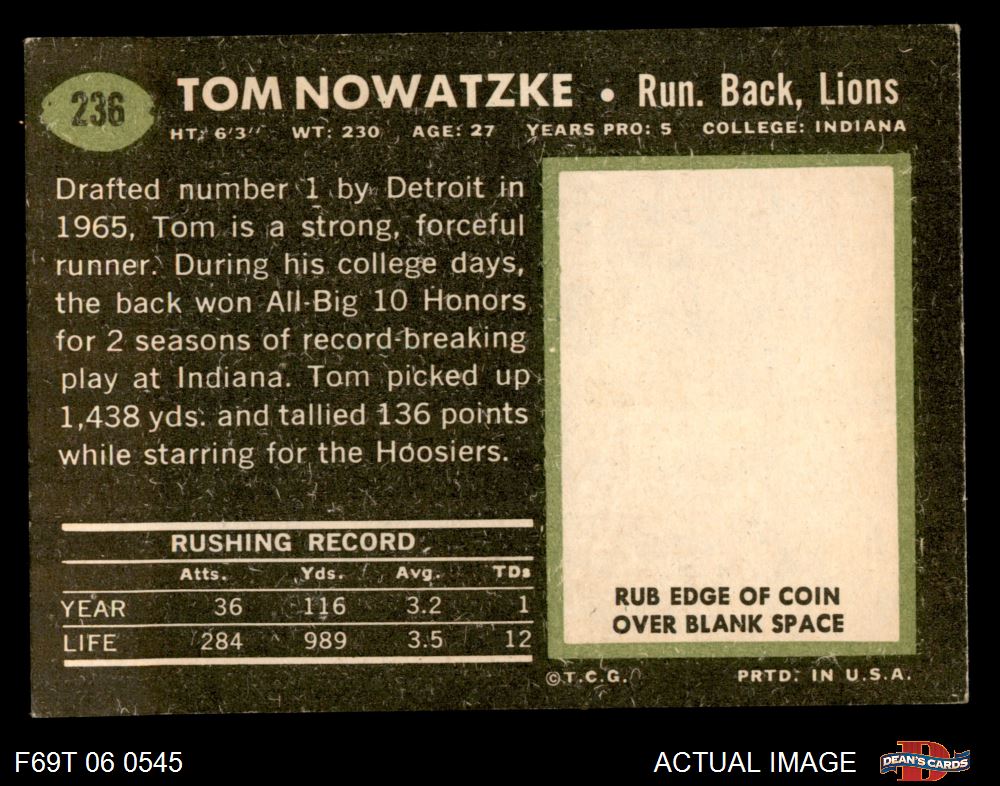 236
TOM NOWATZKE • Run. Back, Lions
HT: 6'3" WT: 230 AGE: 27 YEARS PRO: 5 COLLEGE: INDIANA
Drafted number 1 by Detroit in
1965, Tom is a strong, forceful
runner. During his college days,
the back won All-Big 10 Honors
for 2 seasons of record-breaking
play at Indiana. Tom picked up
1,438 yds. and tallied 136 points
while starring for the Hoosiers.
RUSHING RECORD
Atts. Yds. Avg. TDs
YEAR 36 116 3.2 1
LIFE 284 989 3.5 12
RUB EDGE OF COIN
OVER BLANK SPACE
©T.C.G. PRTD. IN U.S.A.
F69T 06 0545 ACTUAL IMAGE DEAN'S CARDS